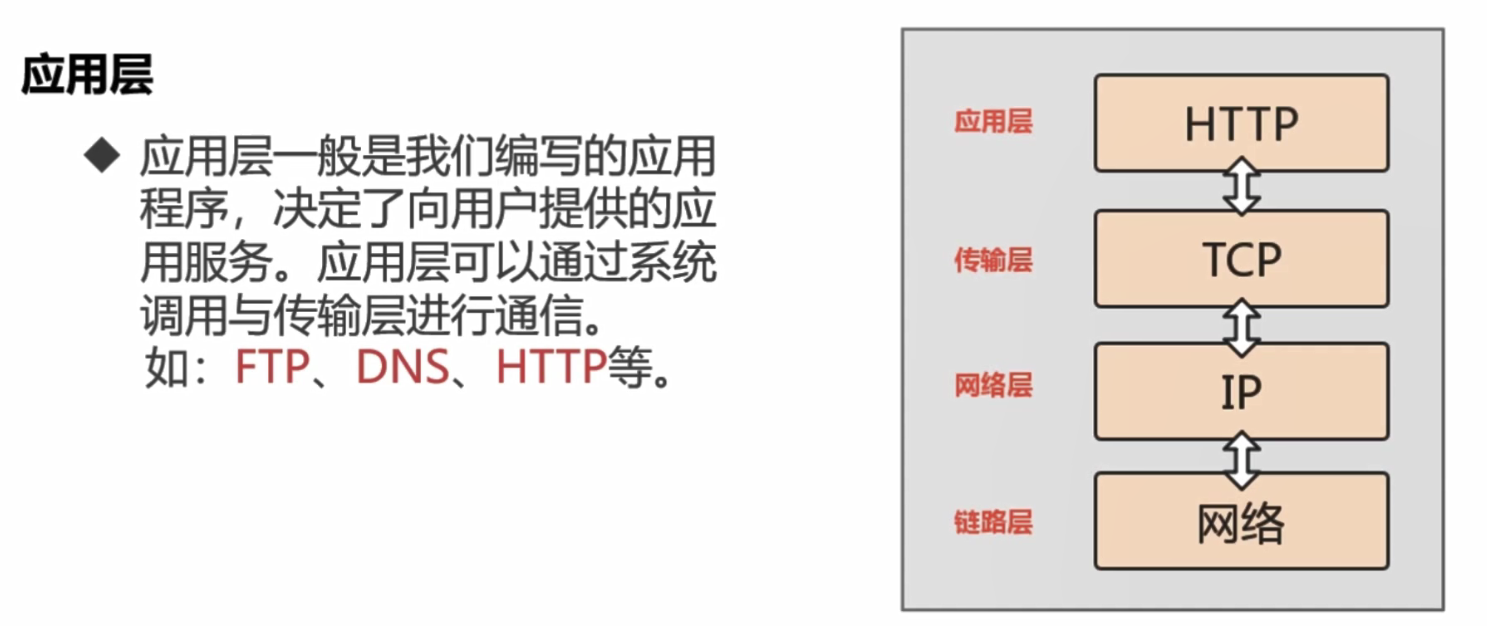 应用层
◆ 应用层一般是我们编写的应用
程序，决定了向用户提供的应
用服务。应用层可以通过系统
调用与传输层进行通信。
如：FTP、DNS、HTTP等。
应用层 HTTP
传输层 TCP
网络层 IP
链路层 网络